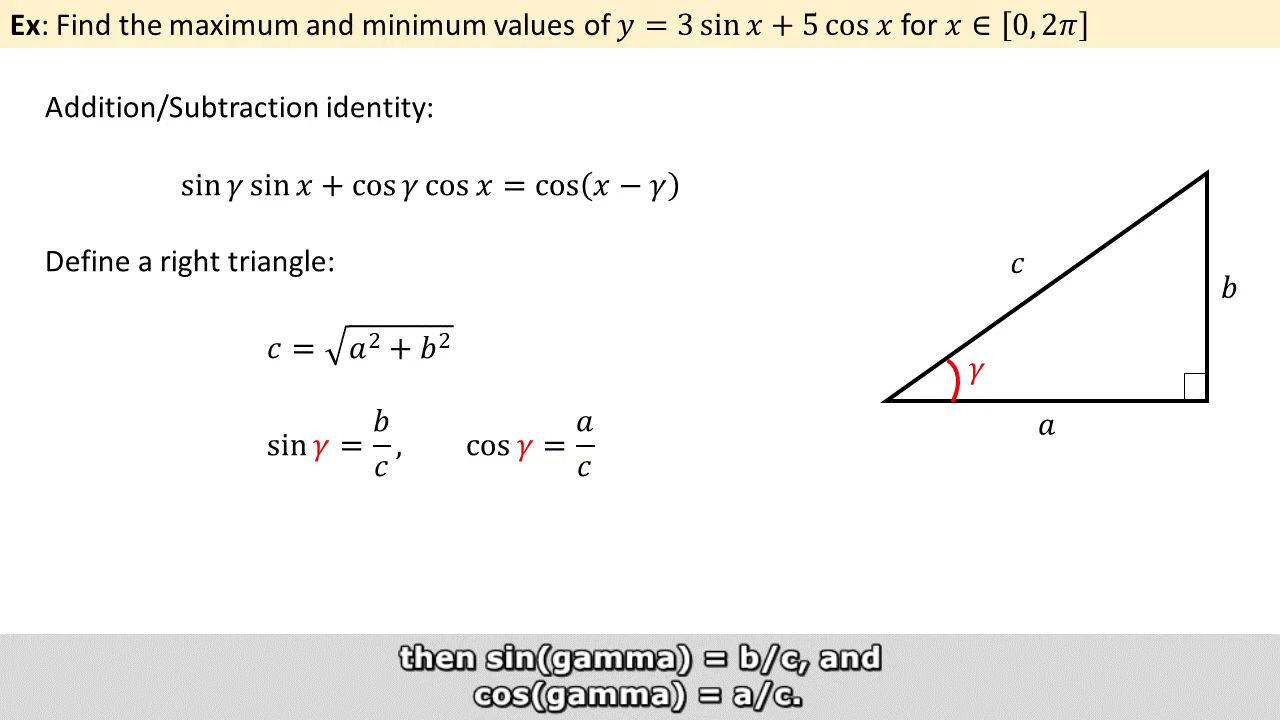 Ex: Find the maximum and minimum values of y = 3 sin x + 5 cos x for x ∈ [0, 2π]
Addition/Subtraction identity:
sin γ sin x + cos γ cos x = cos(x − γ)
Define a right triangle:
c = √(a² + b²)
sin γ = b/c, cos γ = a/c
c
b
γ
a
then sin(gamma) = b/c, and
cos(gamma) = a/c.